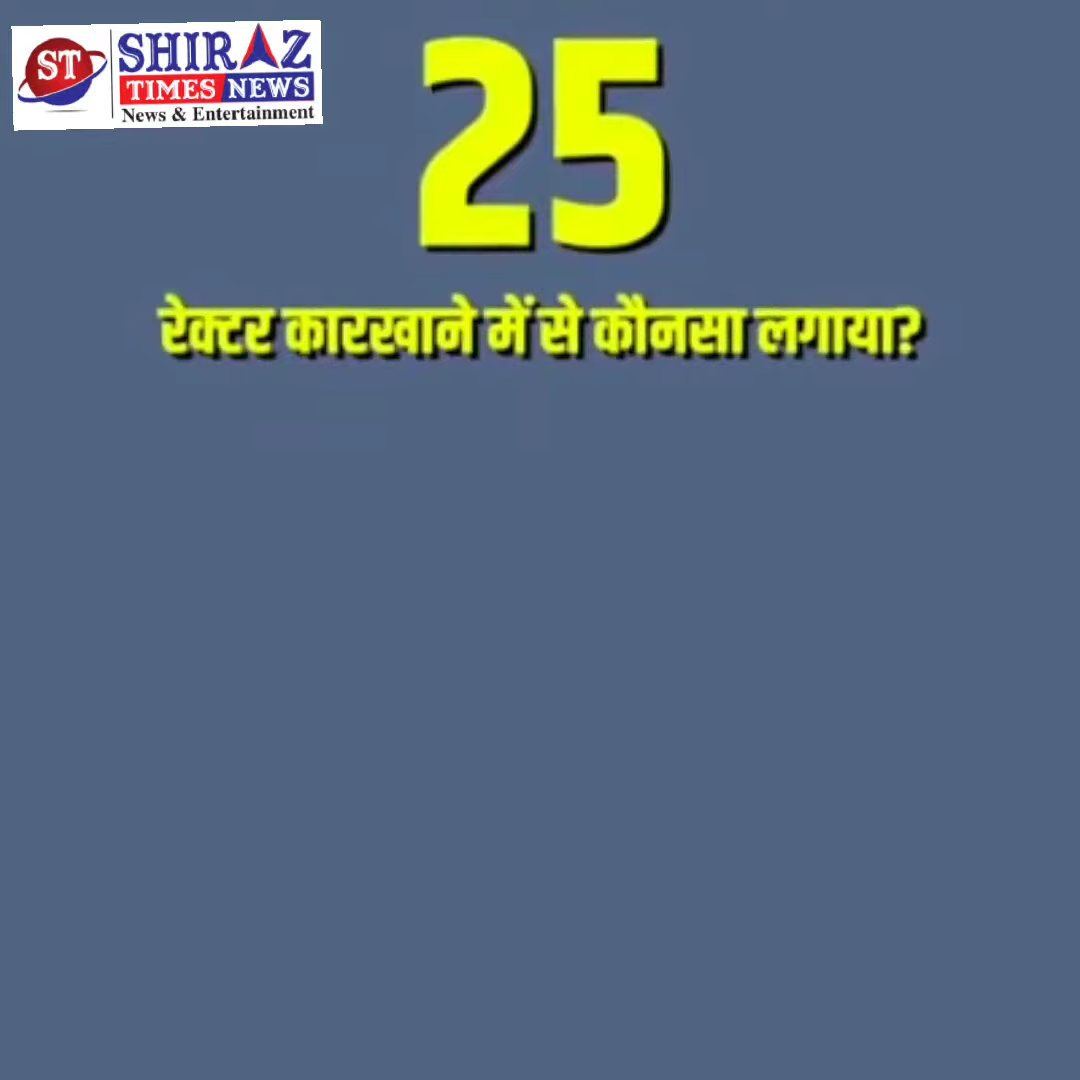 ST
SHIRAZ
TIMES NEWS
News & Entertainment
25
रेक्टर कारखाने में से कौनसा लगाया?